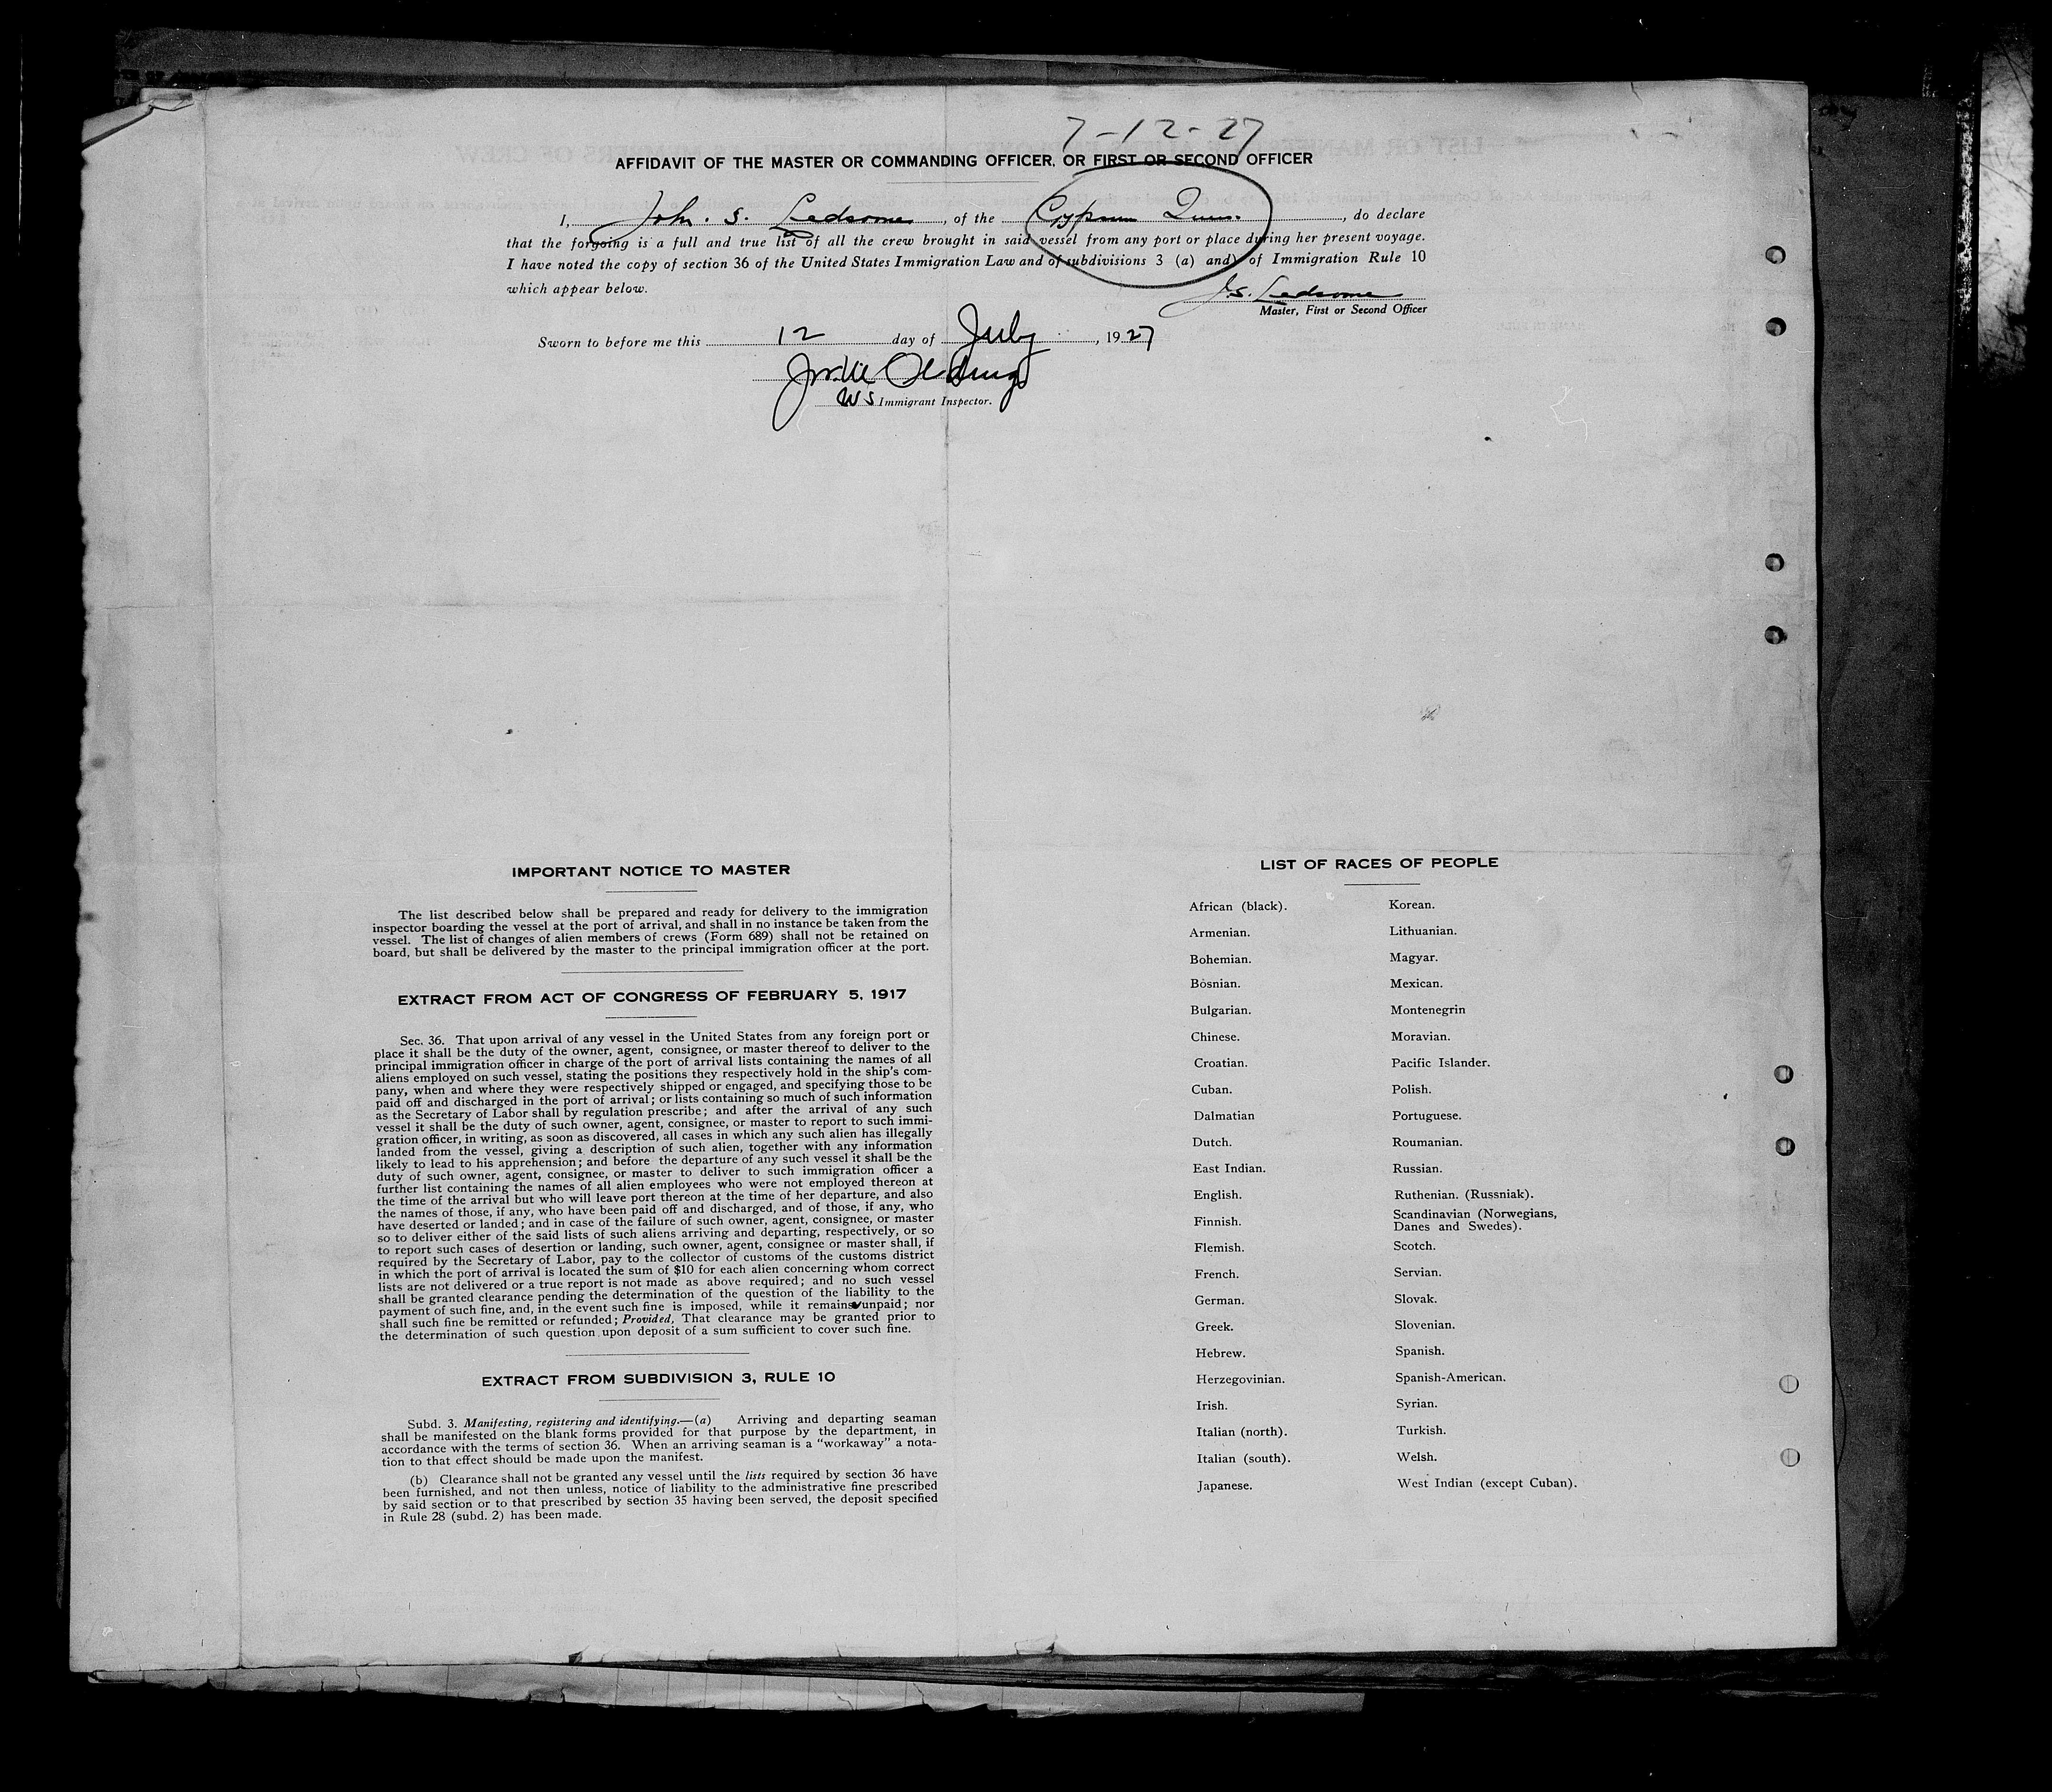 7-12-27
AFFIDAVIT OF THE MASTER OR COMMANDING OFFICER, OR FIRST OR SECOND OFFICER
I, John. S. Ledsome, of the Gypsum Queen. , do declare
that the forgoing is a full and true list of all the crew brought in said vessel from any port or place during her present voyage.
I have noted the copy of section 36 of the United States Immigration Law and of subdivisions 3 (a) and) of Immigration Rule 10
which appear below.
J.S. Ledsome
Master, First or Second Officer
Sworn to before me this 12 day of July , 1927
US Immigrant Inspector.
IMPORTANT NOTICE TO MASTER
The list described below shall be prepared and ready for delivery to the immigration
inspector boarding the vessel at the port of arrival, and shall in no instance be taken from the
vessel. The list of changes of alien members of crews (Form 689) shall not be retained on
board, but shall be delivered by the master to the principal immigration officer at the port.
EXTRACT FROM ACT OF CONGRESS OF FEBRUARY 5, 1917
Sec. 36. That upon arrival of any vessel in the United States from any foreign port or
place it shall be the duty of the owner, agent, consignee, or master thereof to deliver to the
principal immigration officer in charge of the port of arrival lists containing the names of all
aliens employed on such vessel, stating the positions they respectively hold in the ship's com-
pany, when and where they were respectively shipped or engaged, and specifying those to be
paid off and discharged in the port of arrival; or lists containing so much of such information
as the Secretary of Labor shall by regulation prescribe; and after the arrival of any such
vessel it shall be the duty of such owner, agent, consignee, or master to report to such immi-
gration officer, in writing, as soon as discovered, all cases in which any such alien has illegally
landed from the vessel, giving a description of such alien, together with any information
likely to lead to his apprehension; and before the departure of any such vessel it shall be the
duty of such owner, agent, consignee, or master to deliver to such immigration officer a
further list containing the names of all alien employees who were not employed thereon at
the time of the arrival but who will leave port thereon at the time of her departure, and also
the names of those, if any, who have been paid off and discharged, and of those, if any, who
have deserted or landed; and in case of the failure of such owner, agent, consignee, or master
so to deliver either of the said lists of such aliens arriving and departing, respectively, or so
to report such cases of desertion or landing, such owner, agent, consignee or master shall, if
required by the Secretary of Labor, pay to the collector of customs of the customs district
in which the port of arrival is located the sum of $10 for each alien concerning whom correct
lists are not delivered or a true report is not made as above required; and no such vessel
shall be granted clearance pending the determination of the question of the liability to the
payment of such fine, and, in the event such fine is imposed, while it remains unpaid; nor
shall such fine be remitted or refunded; Provided, That clearance may be granted prior to
the determination of such question upon deposit of a sum sufficient to cover such fine.
EXTRACT FROM SUBDIVISION 3, RULE 10
Subd. 3. Manifesting, registering and identifying.—(a) Arriving and departing seaman
shall be manifested on the blank forms provided for that purpose by the department, in
accordance with the terms of section 36. When an arriving seaman is a "workaway" a nota-
tion to that effect should be made upon the manifest.
(b) Clearance shall not be granted any vessel until the lists required by section 36 have
been furnished, and not then unless, notice of liability to the administrative fine prescribed
by said section or to that prescribed by section 35 having been served, the deposit specified
in Rule 28 (subd. 2) has been made.
LIST OF RACES OF PEOPLE
African (black).
Armenian.
Bohemian.
Bosnian.
Bulgarian.
Chinese.
Croatian.
Cuban.
Dalmatian
Dutch.
East Indian.
English.
Finnish.
Flemish.
French.
German.
Greek.
Hebrew.
Herzegovinian.
Irish.
Italian (north).
Italian (south).
Japanese.
Korean.
Lithuanian.
Magyar.
Mexican.
Montenegrin
Moravian.
Pacific Islander.
Polish.
Portuguese.
Roumanian.
Russian.
Ruthenian. (Russniak).
Scandinavian (Norwegians,
Danes and Swedes).
Scotch.
Servian.
Slovak.
Slovenian.
Spanish.
Spanish-American.
Syrian.
Turkish.
Welsh.
West Indian (except Cuban).